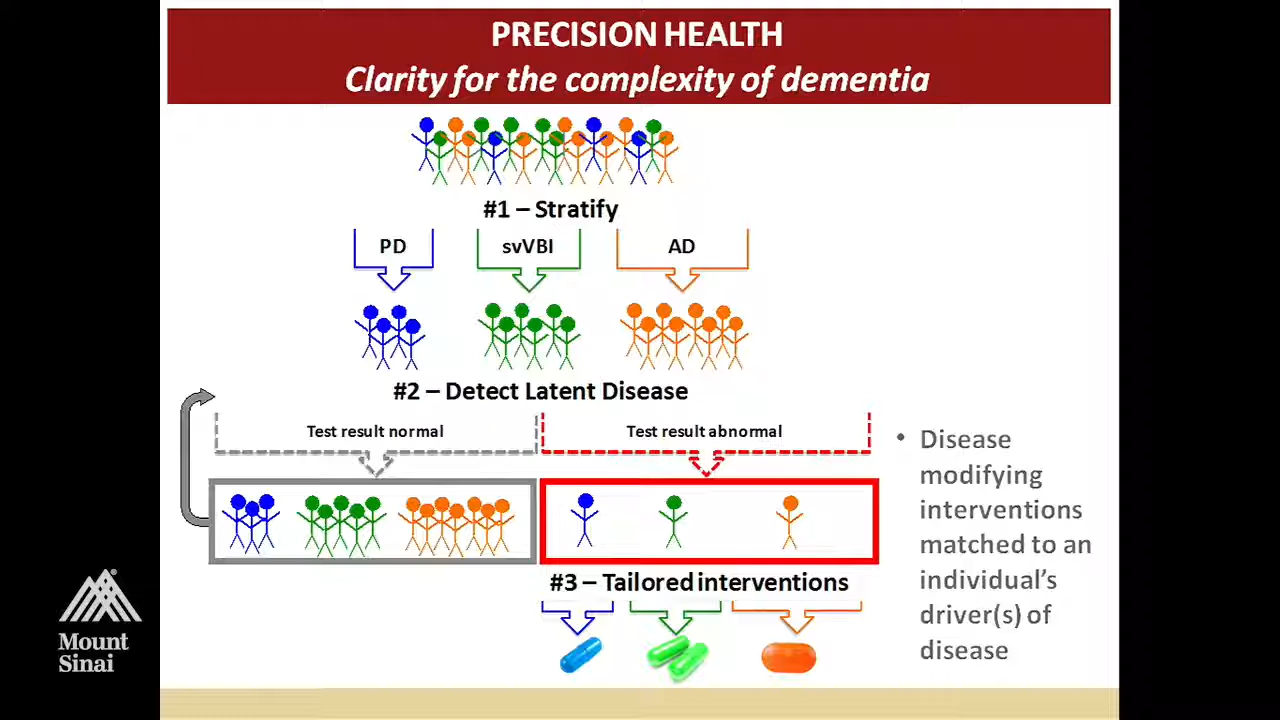 PRECISION HEALTH
Clarity for the complexity of dementia
#1 – Stratify
PD
svVBI
AD
#2 – Detect Latent Disease
Test result normal
Test result abnormal
#3 – Tailored interventions
• Disease
modifying
interventions
matched to an
individual's
driver(s) of
disease
Mount
Sinai